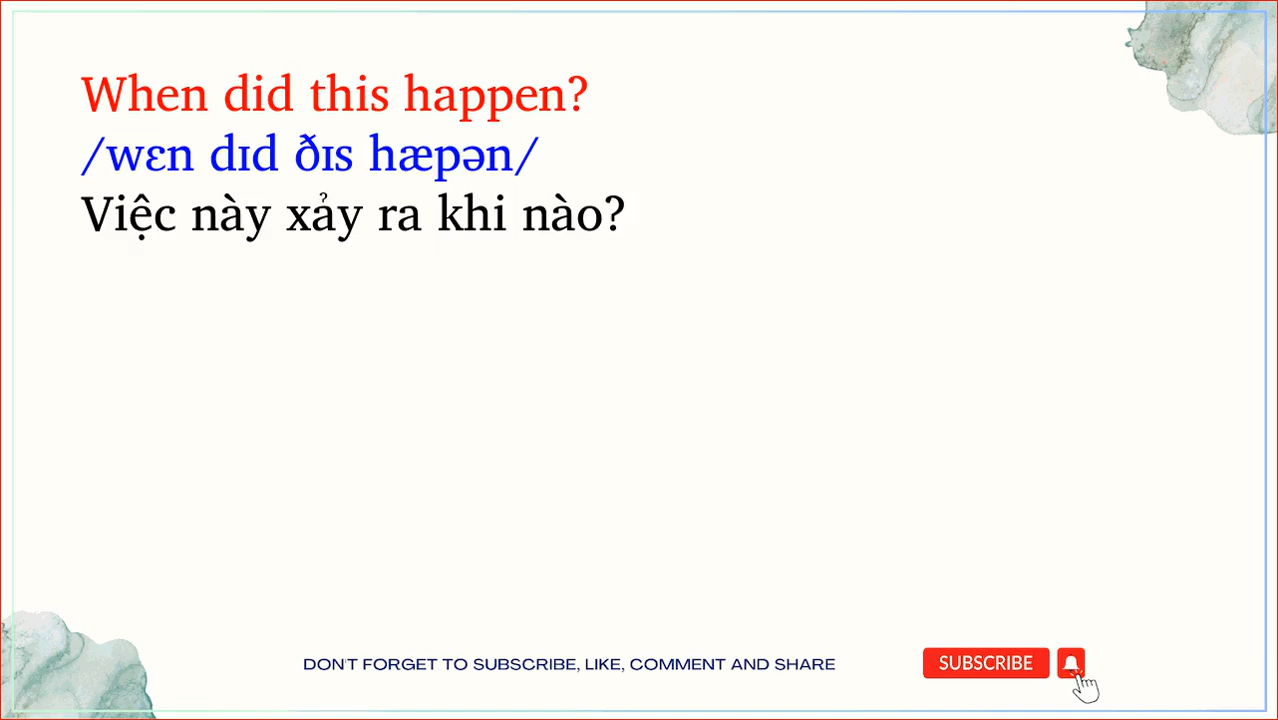 When did this happen?
/wɛn dɪd ðɪs hæpən/
Việc này xảy ra khi nào?
DON'T FORGET TO SUBSCRIBE, LIKE, COMMENT AND SHARE
SUBSCRIBE